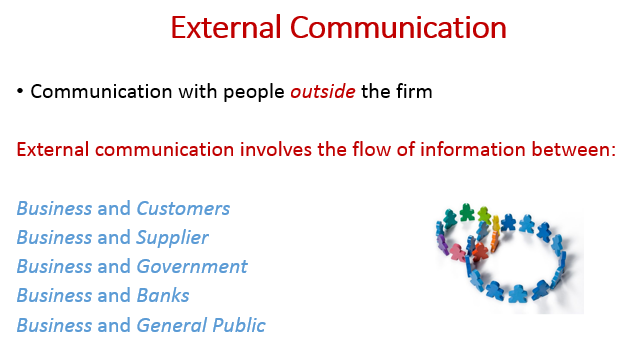 External Communication
• Communication with people outside the firm
External communication involves the flow of information between:
Business and Customers
Business and Supplier
Business and Government
Business and Banks
Business and General Public